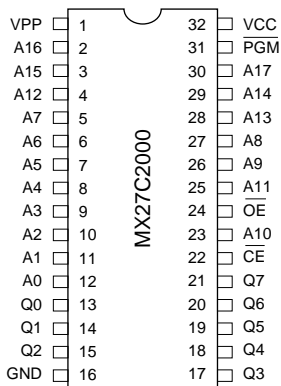 VPP 1 32 VCC
A16 2 31 PGM
A15 3 30 A17
A12 4 29 A14
A7 5 28 A13
A6 6 27 A8
A5 7 26 A9
A4 8 25 A11
A3 9 24 OE
A2 10 23 A10
A1 11 22 CE
A0 12 21 Q7
Q0 13 20 Q6
Q1 14 19 Q5
Q2 15 18 Q4
GND 16 17 Q3
MX27C2000